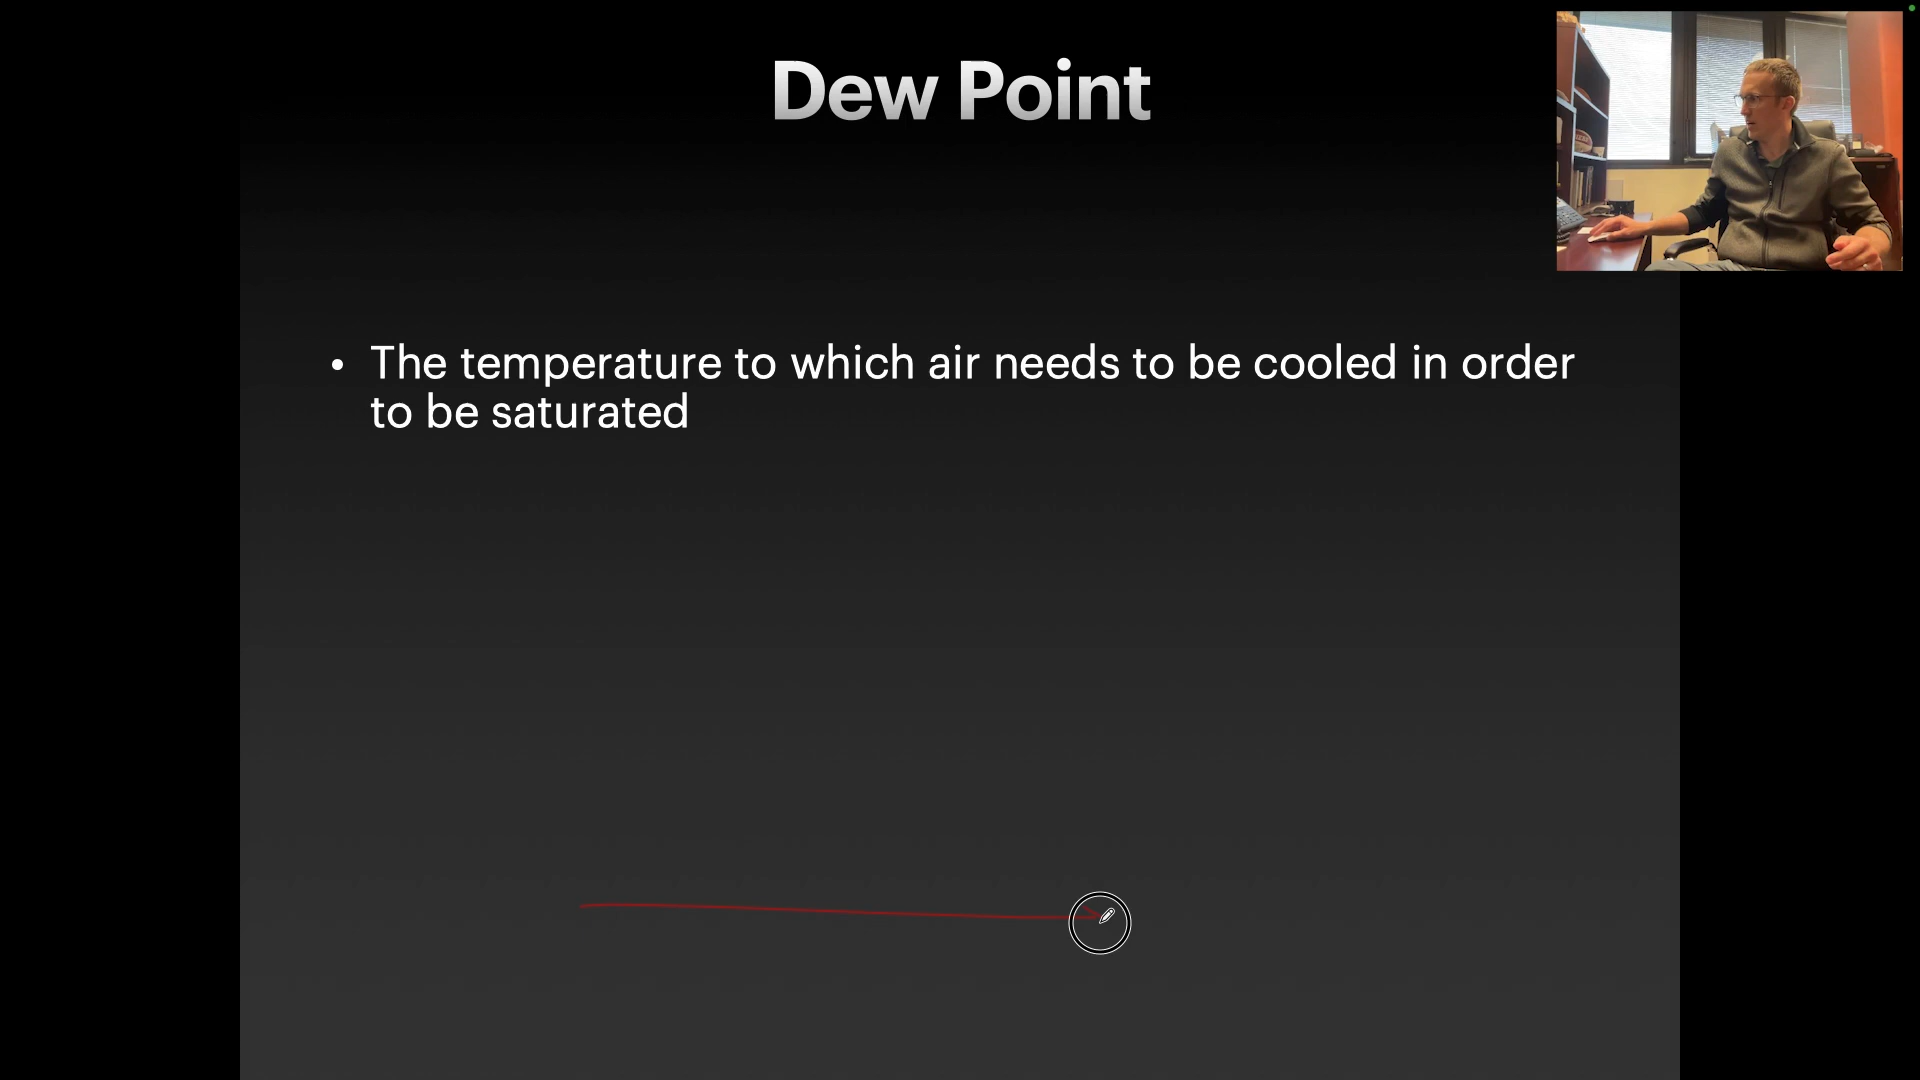 Dew Point
• The temperature to which air needs to be cooled in order
to be saturated